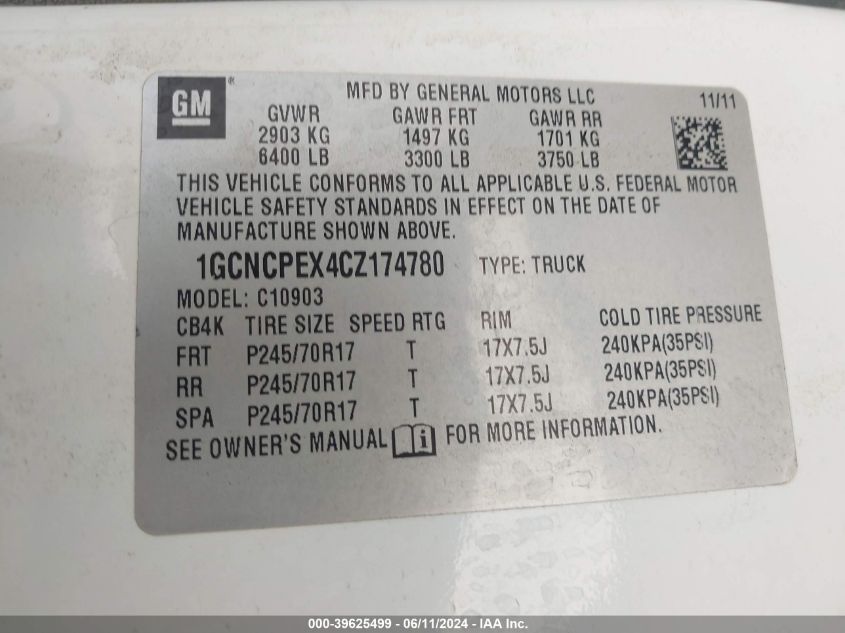 GM ® MFD BY GENERAL MOTORS LLC 11/11
GVWR GAWR FRT GAWR RR
2903 KG 1497 KG 1701 KG
6400 LB 3300 LB 3750 LB
THIS VEHICLE CONFORMS TO ALL APPLICABLE U.S. FEDERAL MOTOR
VEHICLE SAFETY STANDARDS IN EFFECT ON THE DATE OF
MANUFACTURE SHOWN ABOVE.
1GCNCPEX4CZ174780 TYPE: TRUCK
MODEL: C10903
CB4K TIRE SIZE SPEED RTG RIM COLD TIRE PRESSURE
FRT P245/70R17 T 17X7.5J 240KPA(35PSI)
RR P245/70R17 T 17X7.5J 240KPA(35PSI)
SPA P245/70R17 T 17X7.5J 240KPA(35PSI)
SEE OWNER'S MANUAL i FOR MORE INFORMATION.
000-39625499 - 06/11/2024 - IAA Inc.